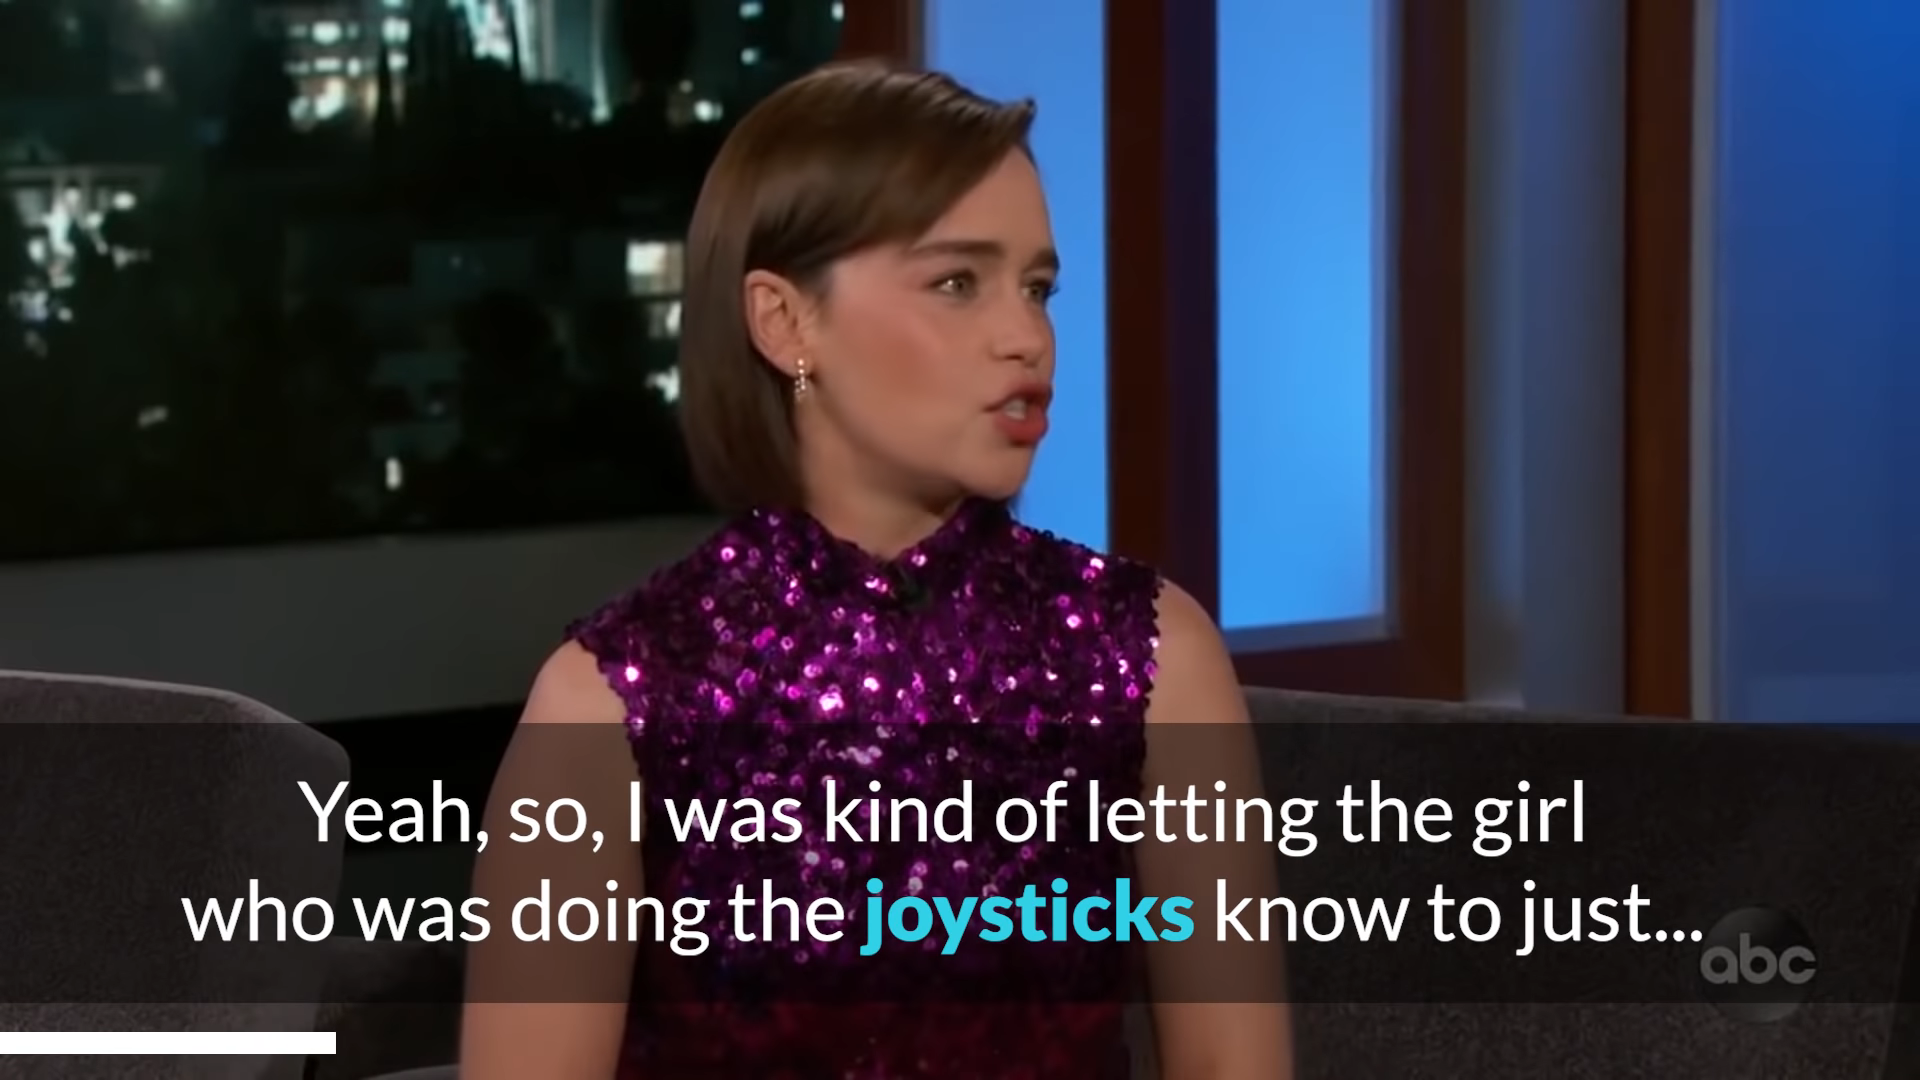 Yeah, so, I was kind of letting the girl
who was doing the joysticks know to just...
abc